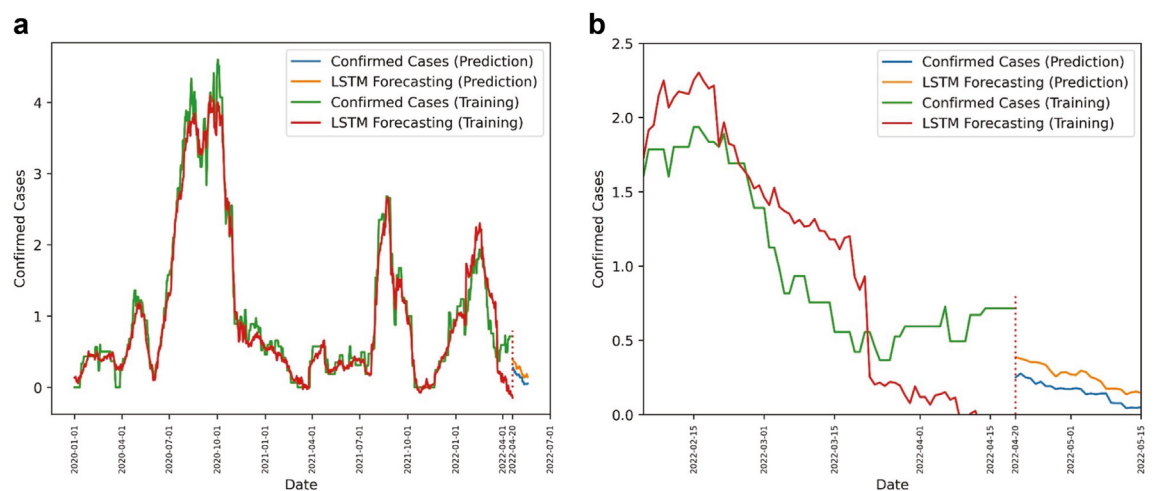 a
Confirmed Cases (Prediction)
LSTM Forecasting (Prediction)
Confirmed Cases (Training)
LSTM Forecasting (Training)
4
3
2
1
0
Confirmed Cases
2020-01-01
2020-04-01
2020-07-01
2020-10-01
2021-01-01
2021-04-01
2021-07-01
2021-10-01
2022-01-01
2022-04-01
2022-04-20
2022-07-01
Date
b
Confirmed Cases (Prediction)
LSTM Forecasting (Prediction)
Confirmed Cases (Training)
LSTM Forecasting (Training)
2.5
2.0
1.5
1.0
0.5
0.0
Confirmed Cases
2022-02-15
2022-03-01
2022-03-15
2022-04-01
2022-04-15
2022-04-20
2022-05-01
2022-05-15
Date